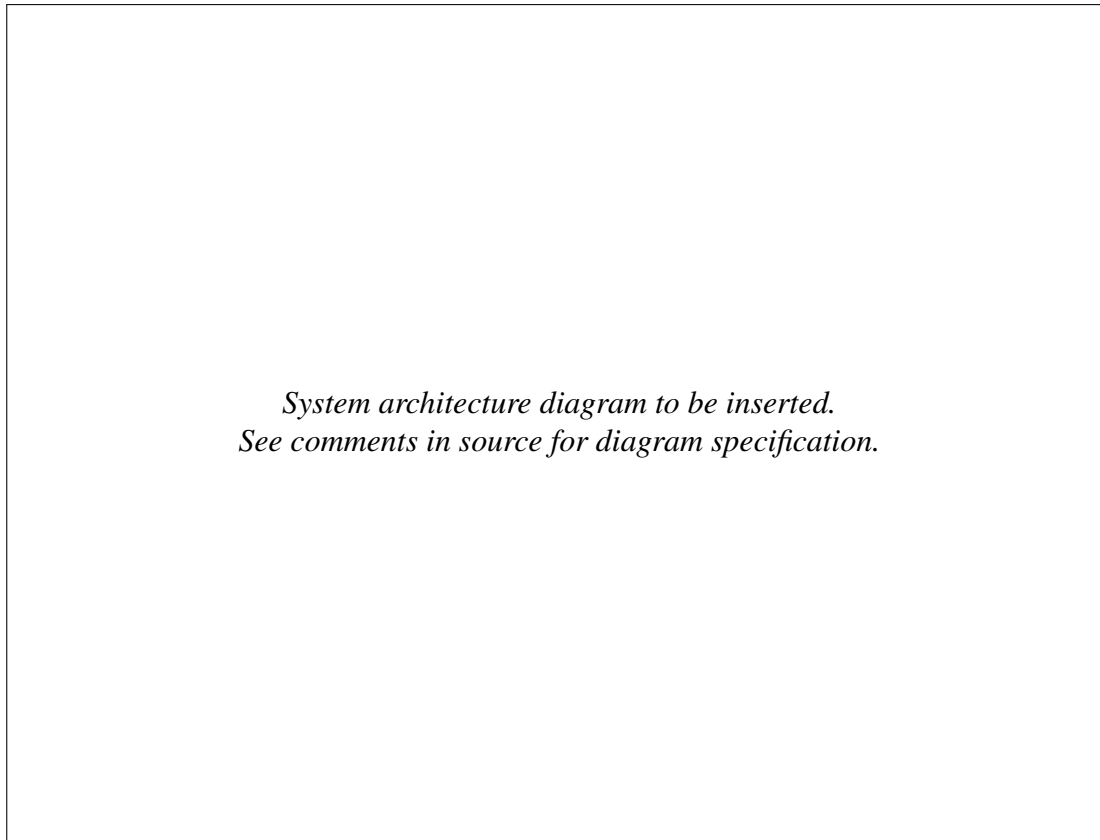 System architecture diagram to be inserted.
See comments in source for diagram specification.